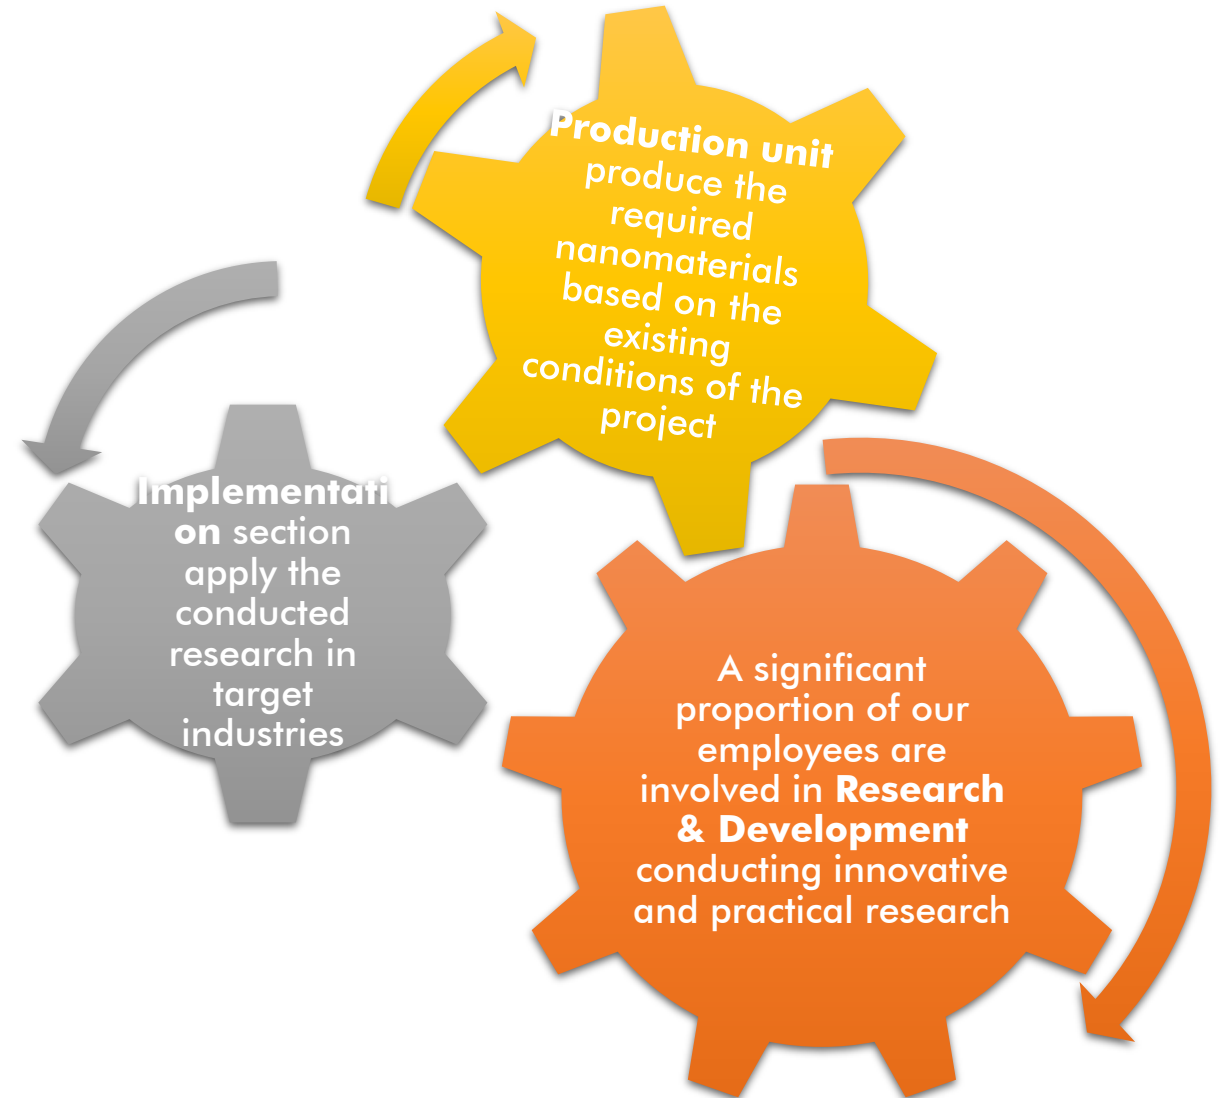 Production unit
produce the
required
nanomaterials
based on the
existing
conditions of the
project
Implementati
on section
apply the
conducted
research in
target
industries
A significant
proportion of our
employees are
involved in Research
& Development
conducting innovative
and practical research